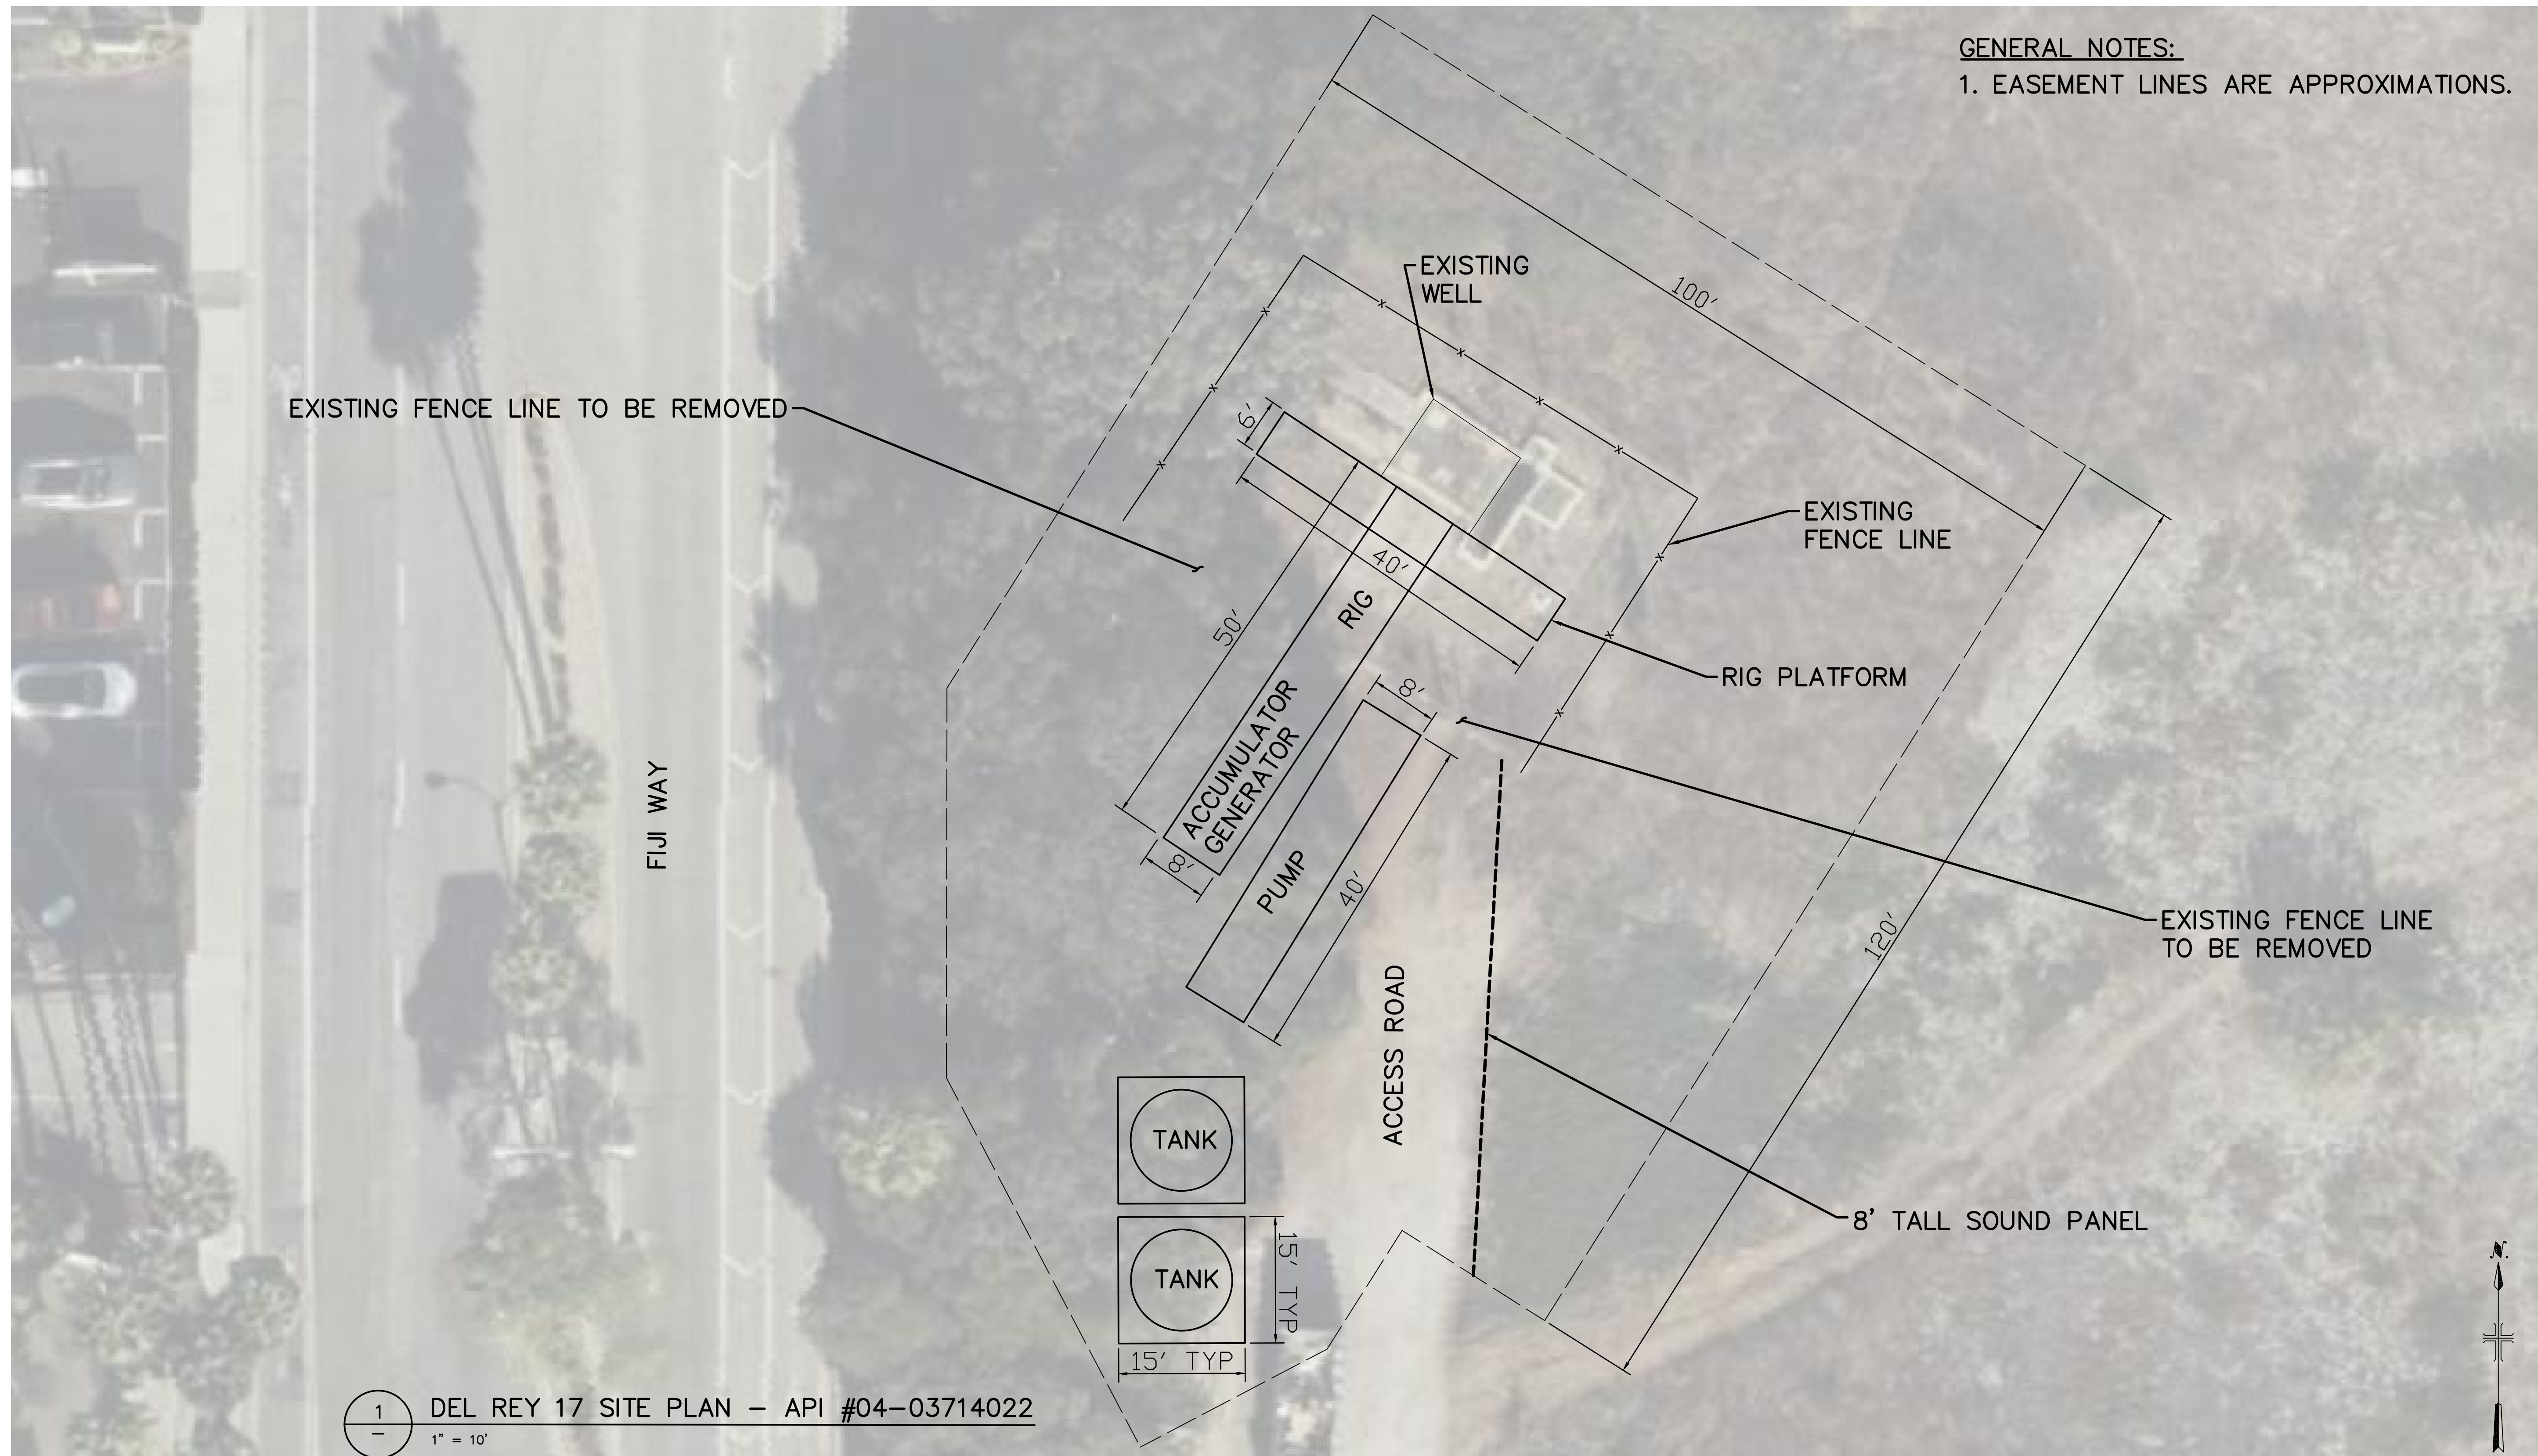 GENERAL NOTES:
1. EASEMENT LINES ARE APPROXIMATIONS.
100'
EXISTING
WELL
EXISTING FENCE LINE TO BE REMOVED
6'
EXISTING
FENCE LINE
40'
RIG
50'
RIG PLATFORM
8'
ACCUMULATOR
GENERATOR
8'
PUMP
40'
FIJI WAY
EXISTING FENCE LINE
TO BE REMOVED
120'
ACCESS ROAD
TANK
8' TALL SOUND PANEL
TANK
15' TYP
15' TYP
N.
1
–
DEL REY 17 SITE PLAN – API #04-03714022
1" = 10'